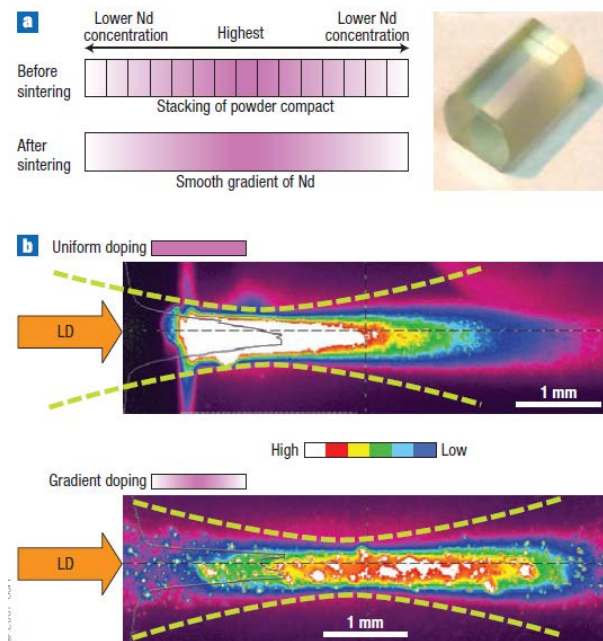 a
Lower Nd
concentration
Highest
Lower Nd
concentration
Before
sintering
Stacking of powder compact
After
sintering
Smooth gradient of Nd
b
Uniform doping
LD
1 mm
High
Low
Gradient doping
LD
1 mm